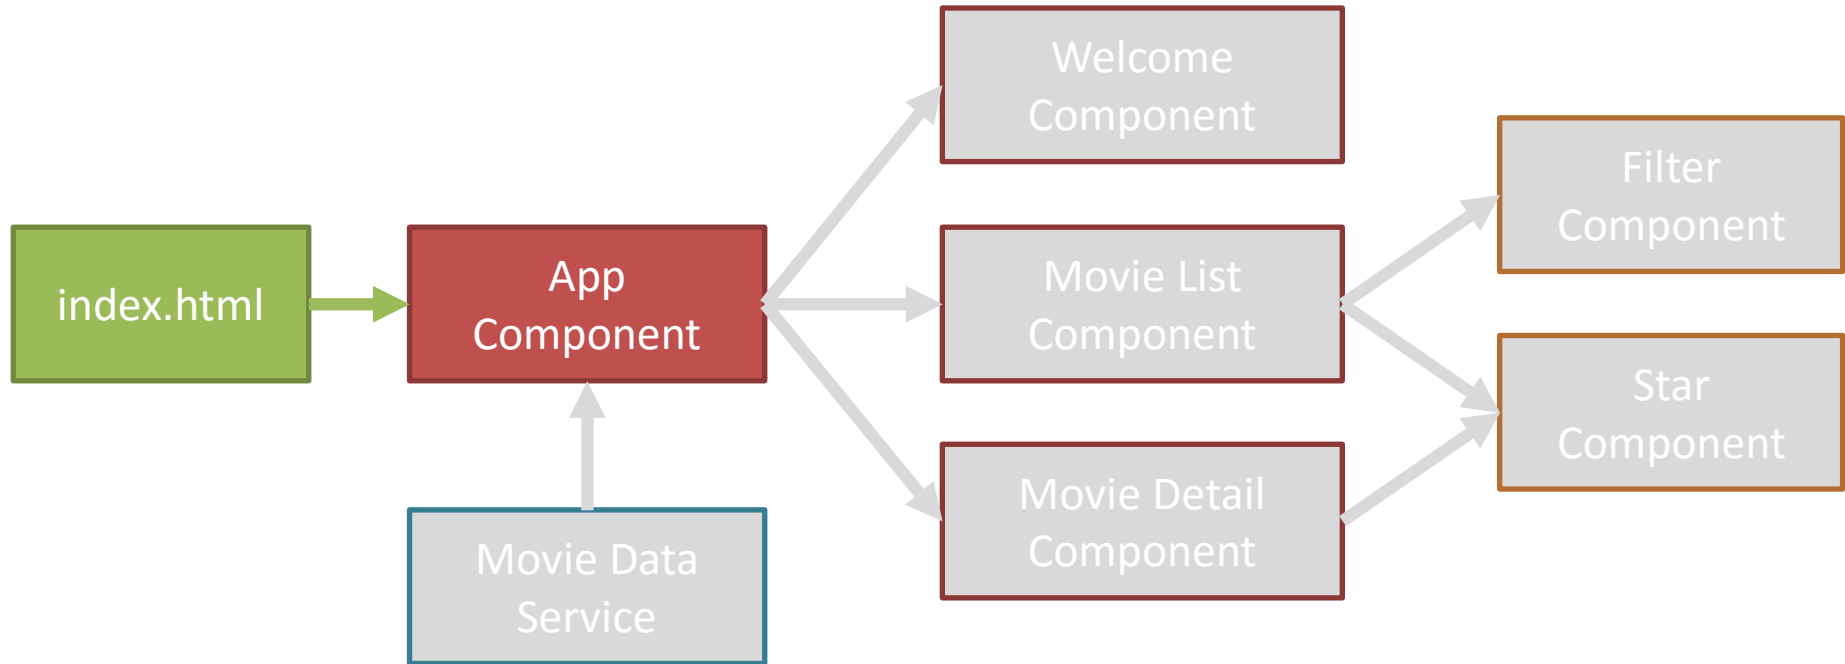 Welcome
Component
Filter
Component
index.html
App
Component
Movie List
Component
Star
Component
Movie Detail
Component
Movie Data
Service